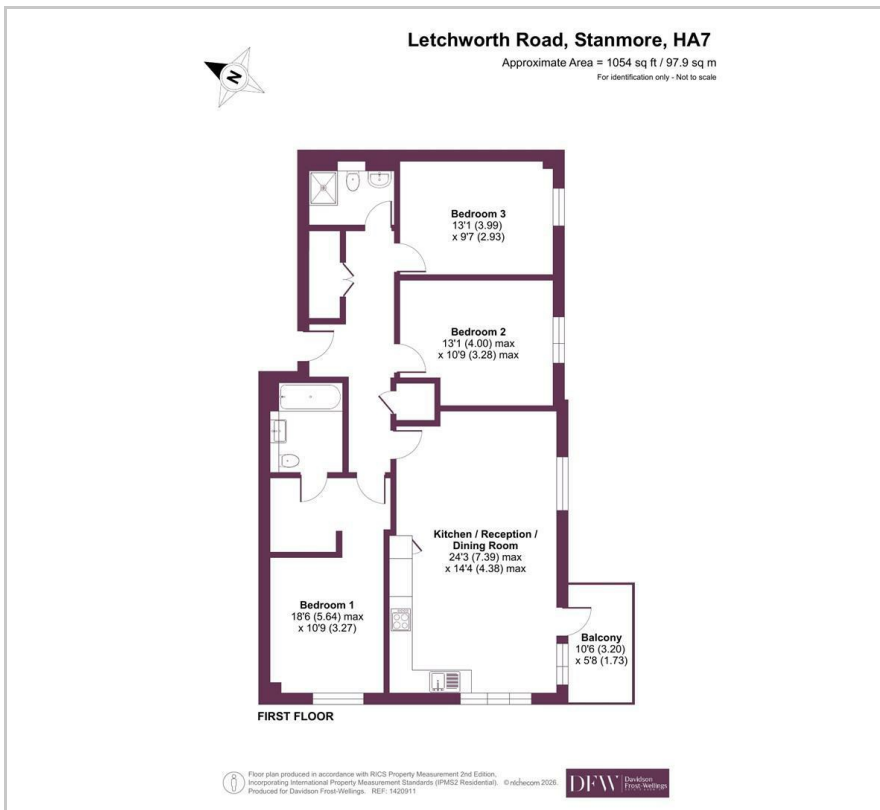 Letchworth Road, Stanmore, HA7
Approximate Area = 1054 sq ft / 97.9 sq m
For identification only - Not to scale
N
Bedroom 3
13'1 (3.99)
x 9'7 (2.93)
Bedroom 2
13'1 (4.00) max
x 10'9 (3.28) max
Kitchen / Reception /
Dining Room
24'3 (7.39) max
x 14'4 (4.38) max
Bedroom 1
18'6 (5.64) max
x 10'9 (3.27)
Balcony
10'6 (3.20)
x 5'8 (1.73)
FIRST FLOOR
Floor plan produced in accordance with RICS Property Measurement 2nd Edition,
Incorporating International Property Measurement Standards (IPMS2 Residential). © nichecom 2026.
Produced for Davidson Frost-Wellings. REF: 1420911
DFW
Davidson
Frost-Wellings